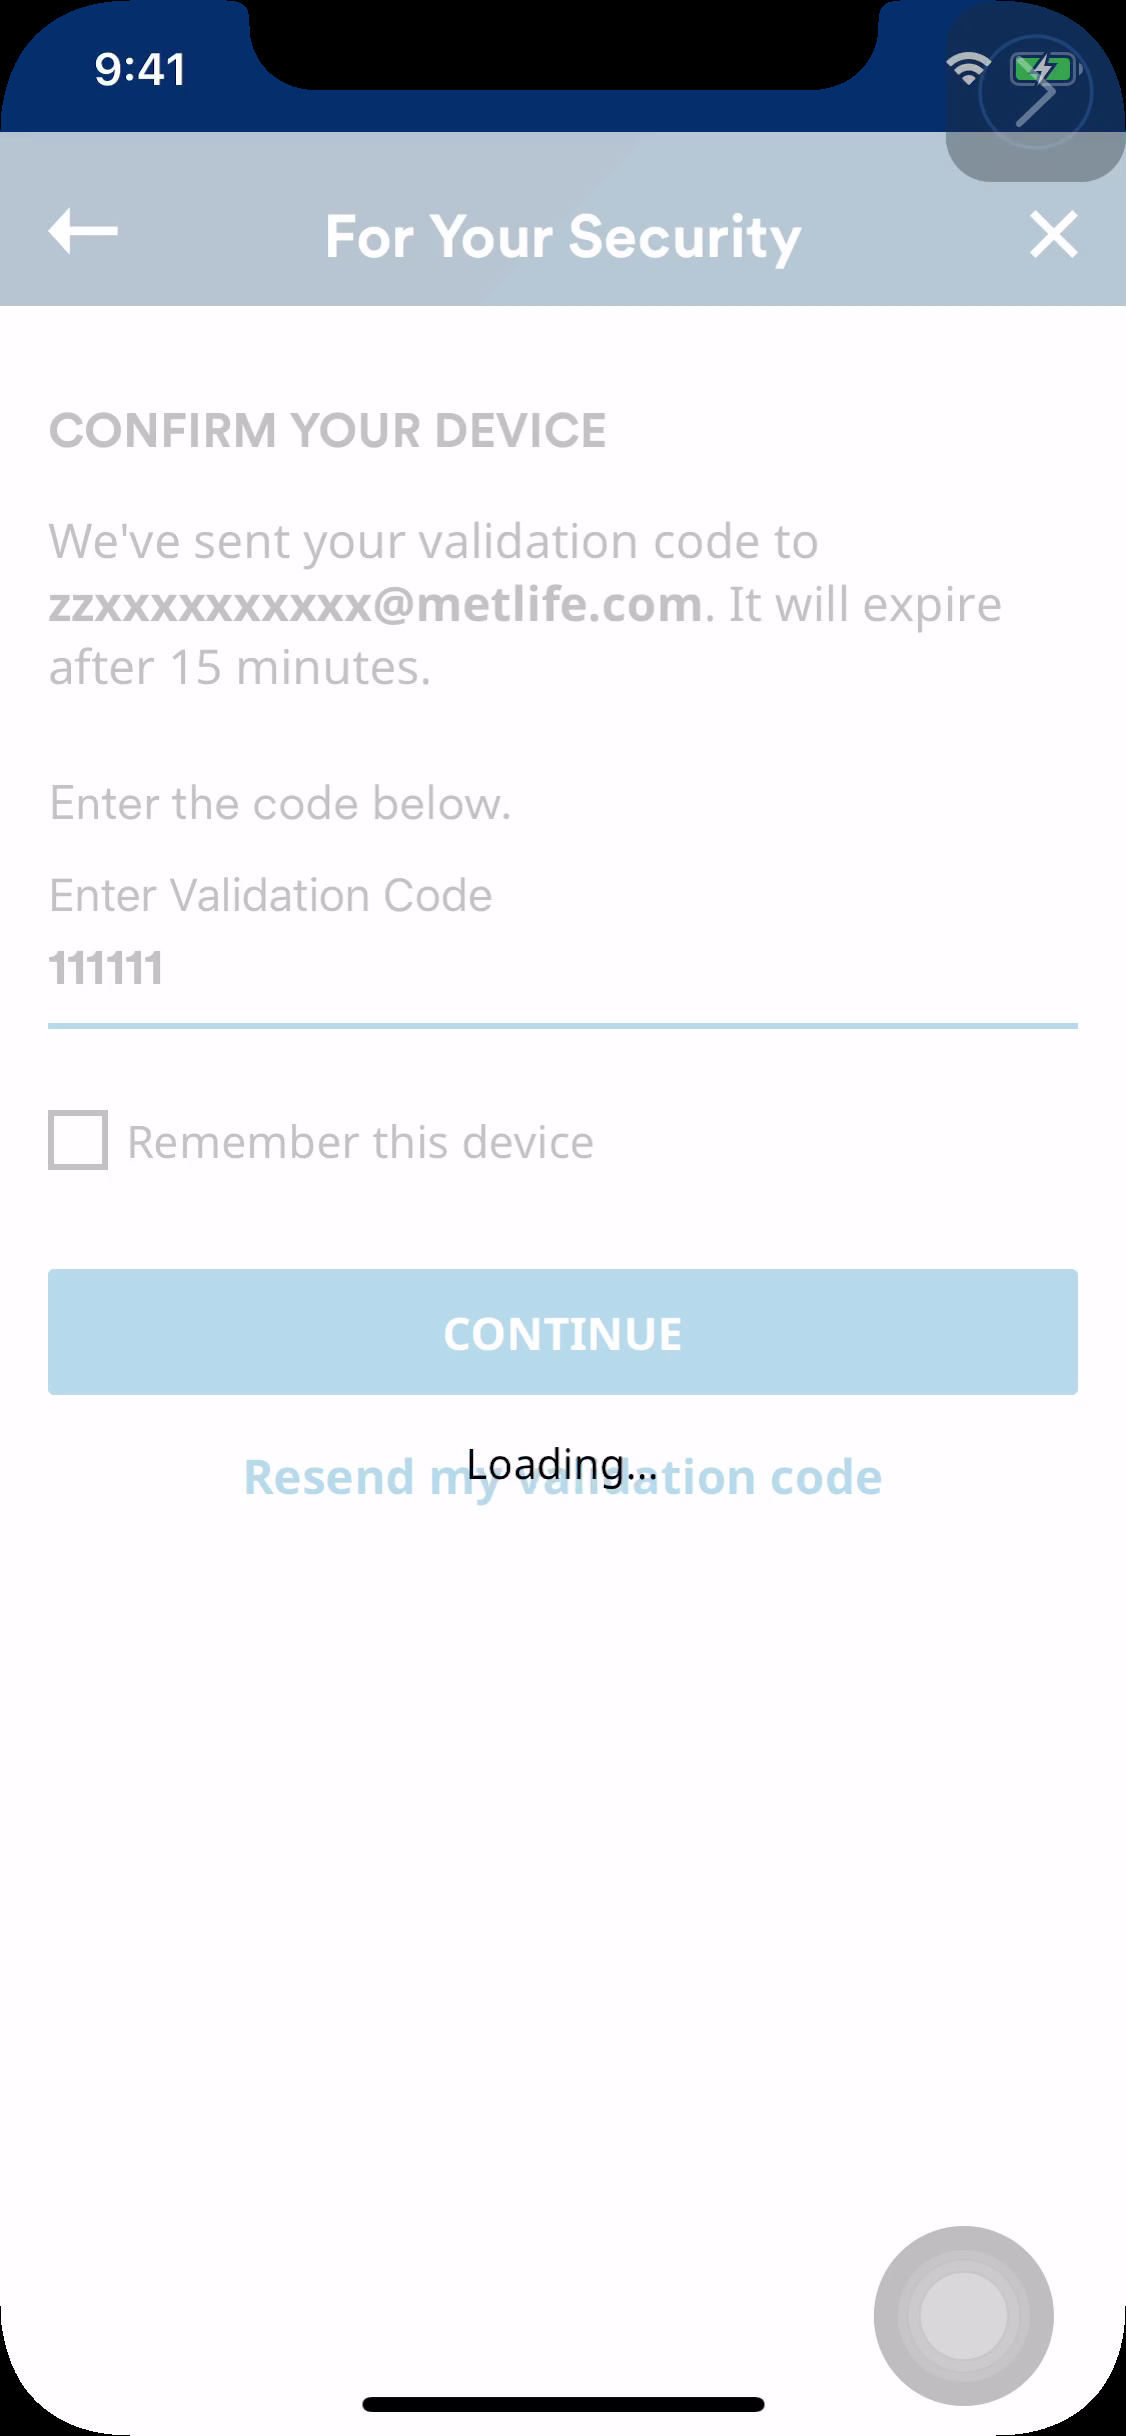 9:41
For Your Security
CONFIRM YOUR DEVICE
We've sent your validation code to
zzxxxxxxxxxxx@metlife.com. It will expire
after 15 minutes.
Enter the code below.
Enter Validation Code
111111
Remember this device
CONTINUE
Loading...
Resend my validation code